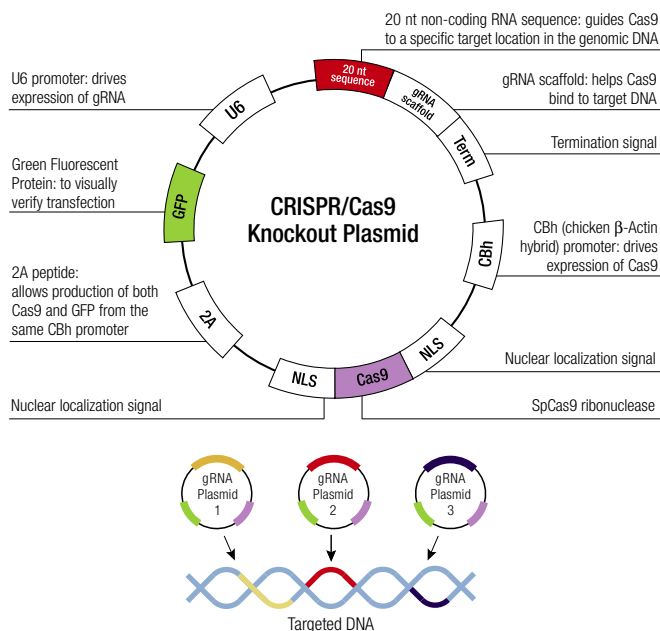 20 nt non-coding RNA sequence: guides Cas9
to a specific target location in the genomic DNA
U6 promoter: drives
expression of gRNA
20 nt
sequence
gRNA
scaffold
gRNA scaffold: helps Cas9
bind to target DNA
U6
Term
Termination signal
Green Fluorescent
Protein: to visually
verify transfection
GFP
CRISPR/Cas9
Knockout Plasmid
CBh
CBh (chicken β-Actin
hybrid) promoter: drives
expression of Cas9
2A peptide:
allows production of both
Cas9 and GFP from the
same CBh promoter
2A
NLS
Cas9
NLS
Nuclear localization signal
Nuclear localization signal
SpCas9 ribonuclease
gRNA
Plasmid
1
gRNA
Plasmid
2
gRNA
Plasmid
3
Targeted DNA